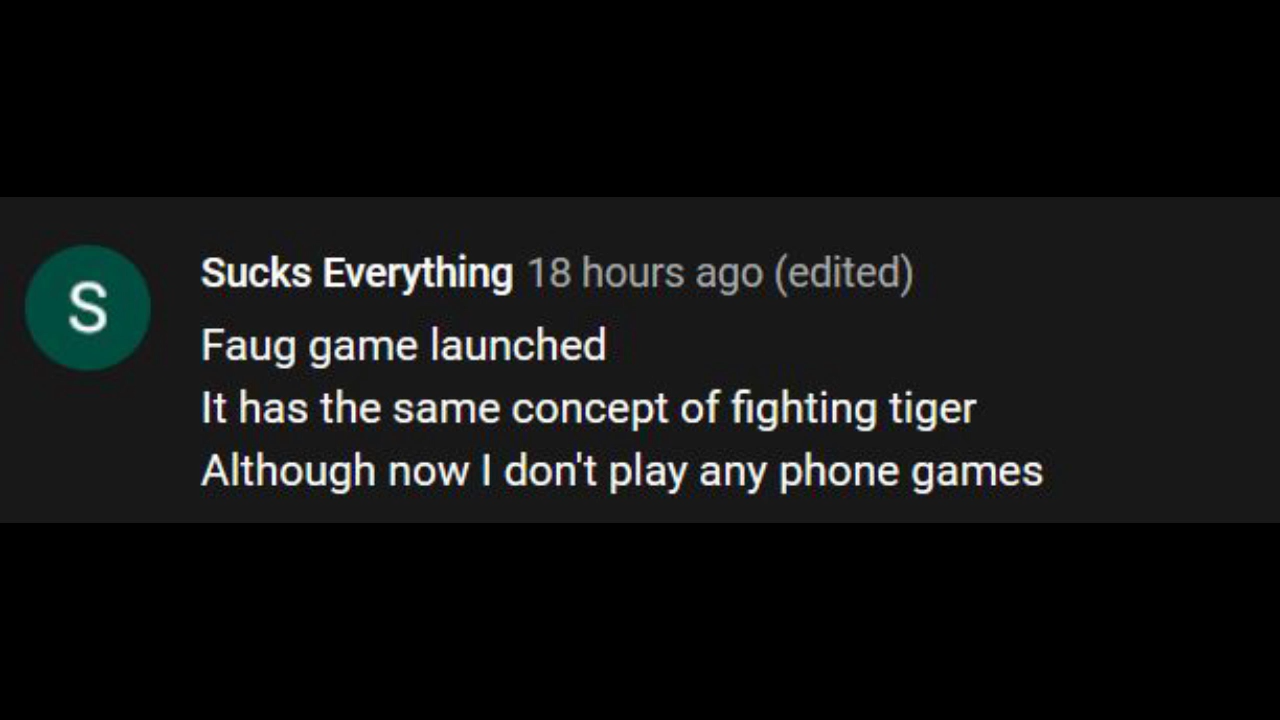 S
Sucks Everything 18 hours ago (edited)
Faug game launched
It has the same concept of fighting tiger
Although now I don't play any phone games